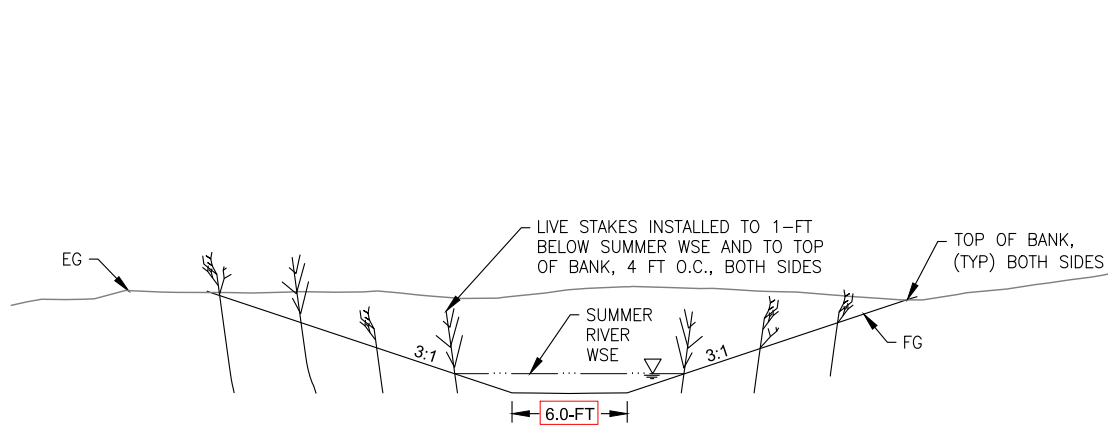 LIVE STAKES INSTALLED TO 1-FT
BELOW SUMMER WSE AND TO TOP
OF BANK, 4 FT O.C., BOTH SIDES
TOP OF BANK,
(TYP) BOTH SIDES
EG
SUMMER
RIVER
WSE
FG
3:1
3:1
6.0-FT